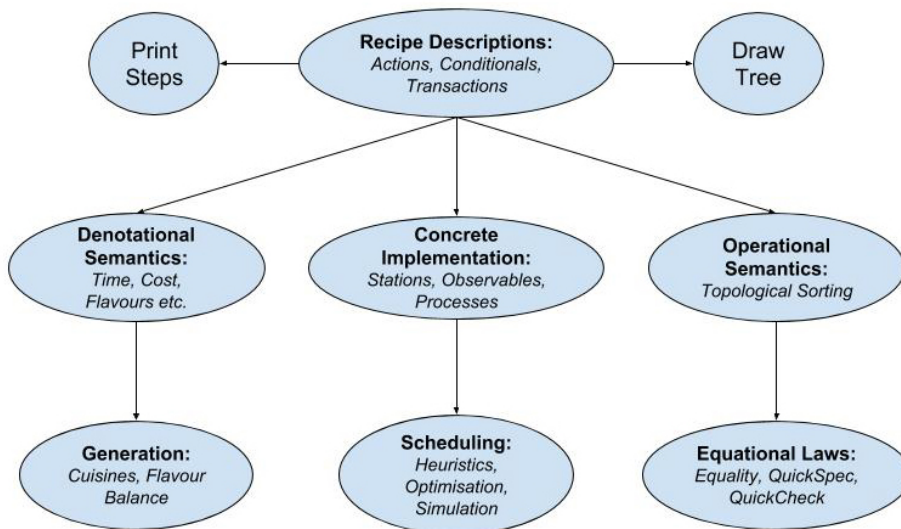 Print
Steps
Recipe Descriptions:
Actions, Conditionals,
Transactions
Draw
Tree
Denotational
Semantics:
Time, Cost,
Flavours etc.
Concrete
Implementation:
Stations, Observables,
Processes
Operational
Semantics:
Topological Sorting
Generation:
Cuisines, Flavour
Balance
Scheduling:
Heuristics,
Optimisation,
Simulation
Equational Laws:
Equality, QuickSpec,
QuickCheck